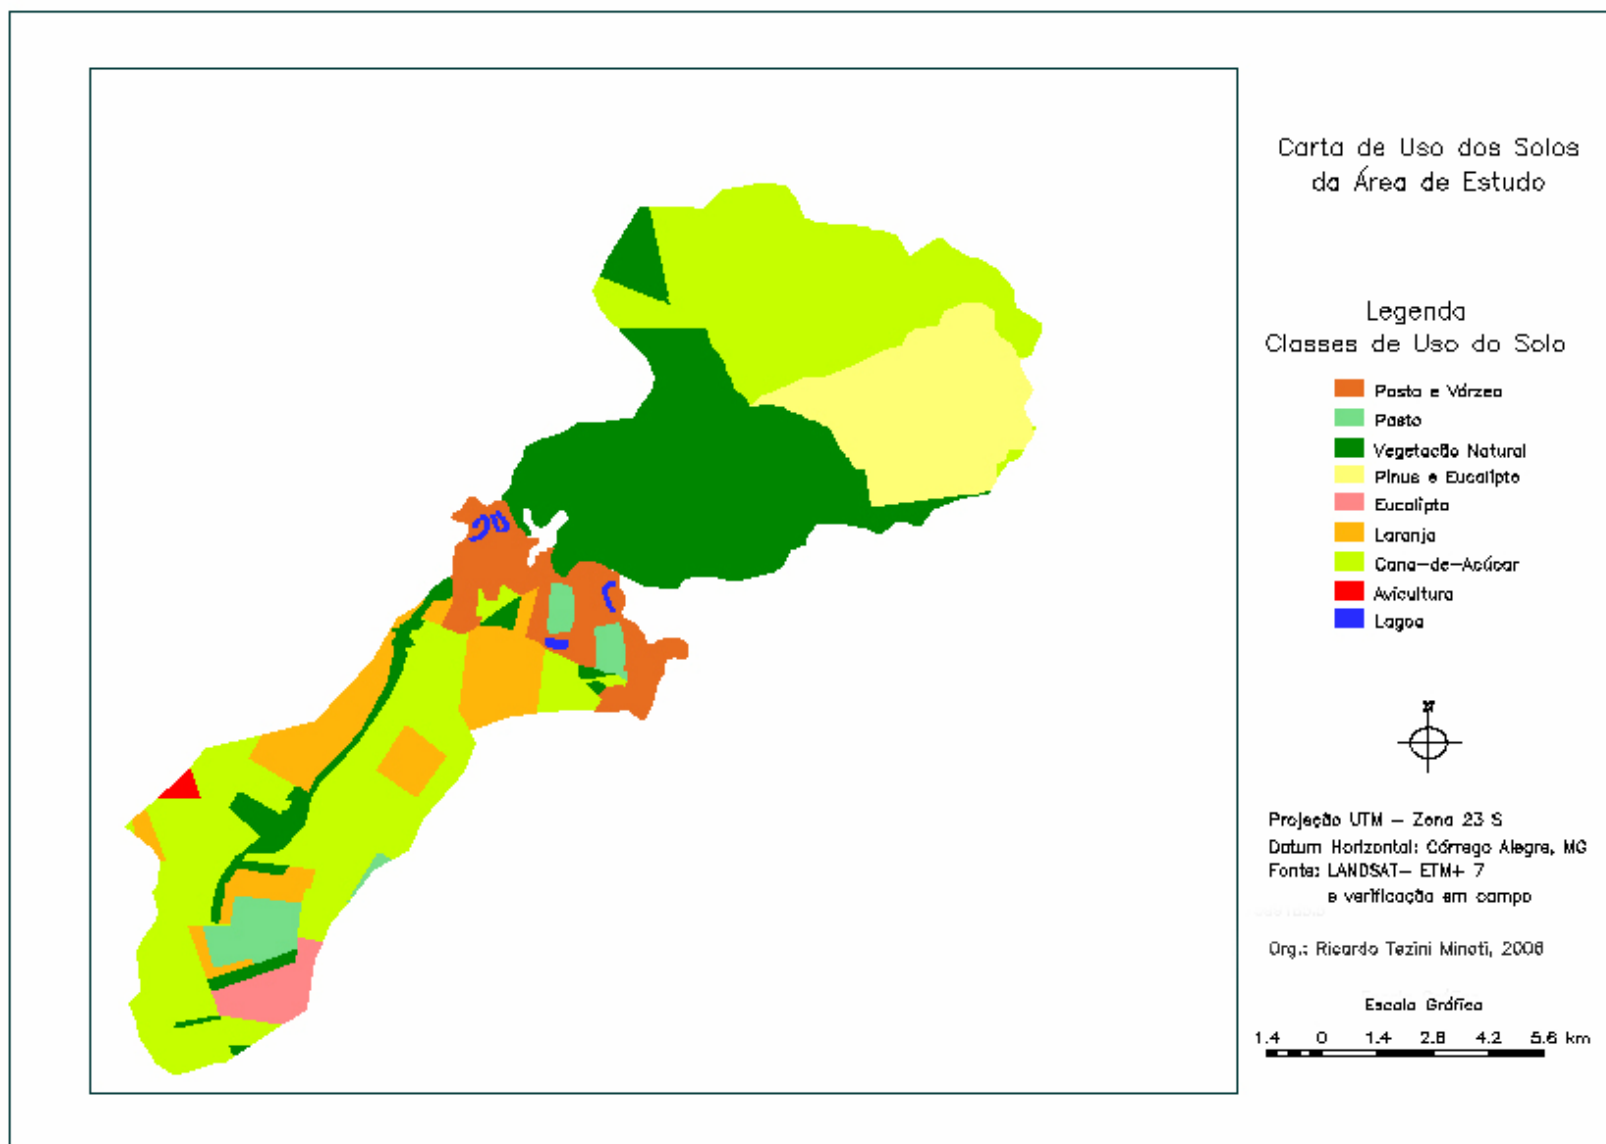 Carta de Uso dos Solos
da Área de Estudo
Legenda
Classes de Uso do Solo
Pasto e Várzea
Pasto
Vegetação Natural
Pinus e Eucalipto
Eucalipto
Laranja
Cana-de-Acúcar
Avicultura
Lagoa
N
Projeção UTM - Zona 23 S
Datum Horizontal: Córrego Alegre, MG
Fonte: LANDSAT- ETM+ 7
e verificação em campo
Org.: Ricardo Tezini Minoti, 2006
Escala Gráfica
1.4 0 1.4 2.8 4.2 5.6 km